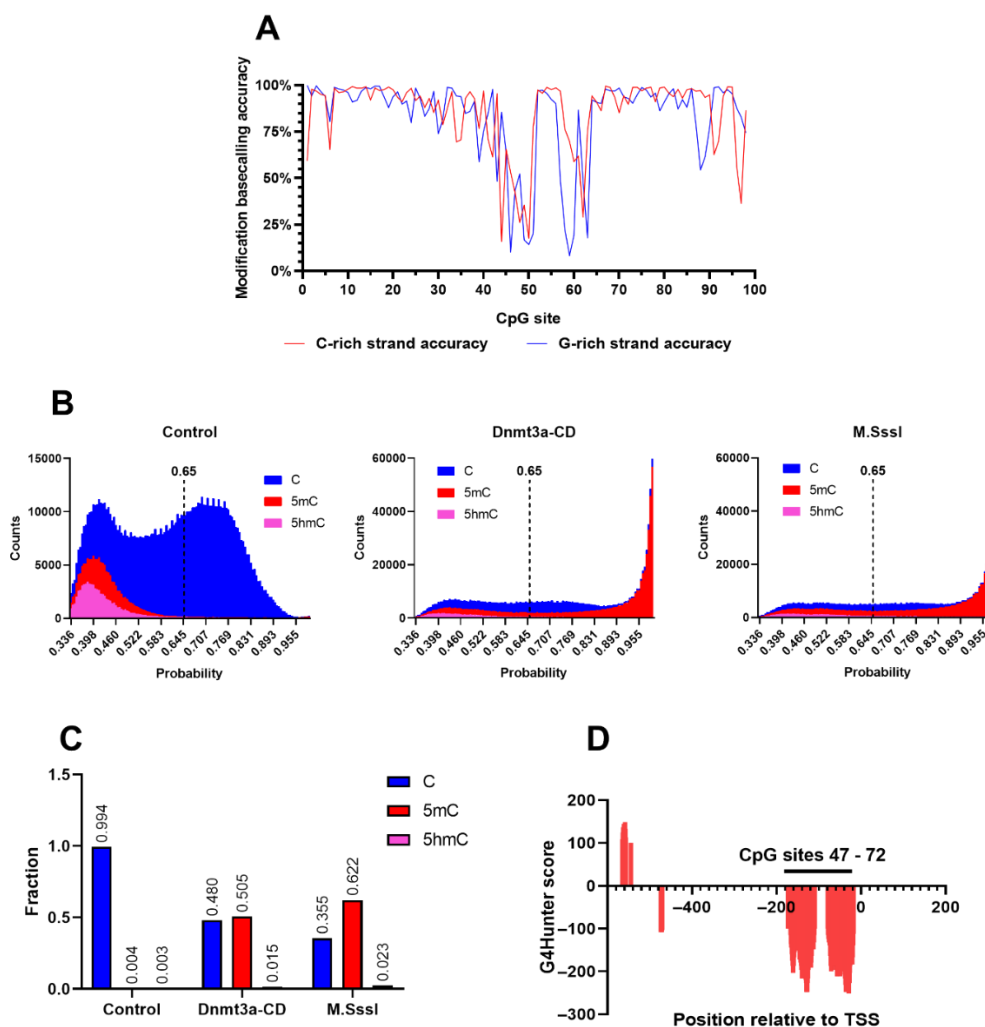 A
Modification basecalling accuracy
100%
75%
50%
25%
0%
0 10 20 30 40 50 60 70 80 90 100
CpG site
C-rich strand accuracy G-rich strand accuracy
B
Control
15000
10000
5000
0
Counts
0.65
C
5mC
5hmC
0.336 0.398 0.460 0.522 0.583 0.645 0.707 0.769 0.831 0.893 0.955
Probability
Dnmt3a-CD
60000
40000
20000
0
Counts
C
5mC
5hmC
0.65
0.336 0.398 0.460 0.522 0.583 0.645 0.707 0.769 0.831 0.893 0.955
Probability
M.SssI
60000
40000
20000
0
Counts
C
5mC
5hmC
0.65
0.336 0.398 0.460 0.522 0.583 0.645 0.707 0.769 0.831 0.893 0.955
Probability
C
1.5
1.0
0.5
0.0
Fraction
0.994 0.004 0.003
0.480 0.505 0.015
0.355 0.622 0.023
Control Dnmt3a-CD M.SssI
C
5mC
5hmC
D
G4Hunter score
200
100
0
−100
−200
−300
CpG sites 47 - 72
−400 −200 0 200
Position relative to TSS